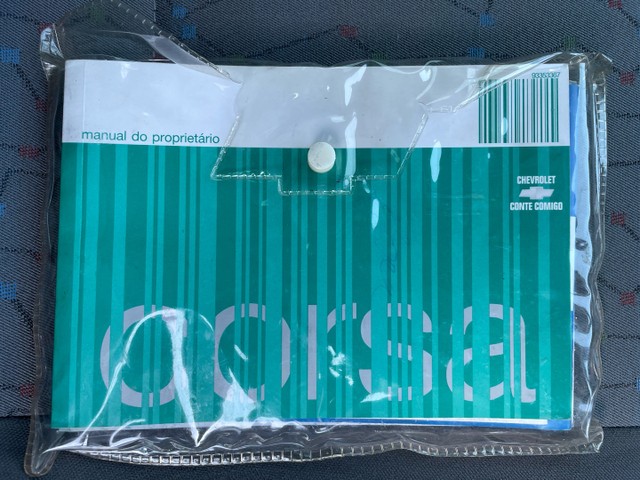 manual do proprietário
CHEVROLET
CONTE COMIGO
corsa